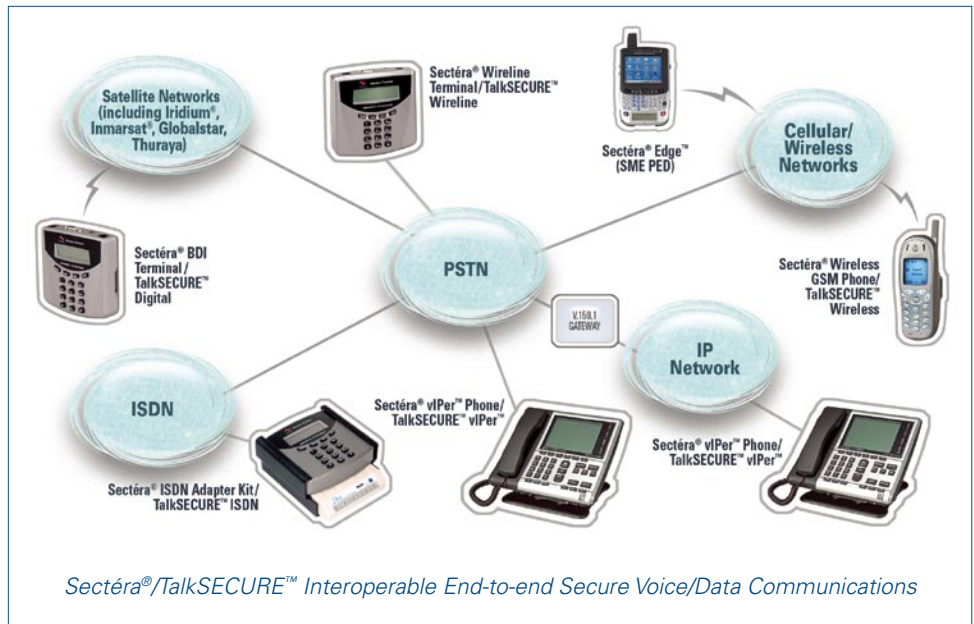 Satellite Networks
(including Iridium®,
Inmarsat®, Globalstar,
Thuraya)
Sectéra® Wireline
Terminal/TalkSECURE™
Wireline
Sectéra® Edge™
(SME PED)
Cellular/
Wireless
Networks
Sectéra® BDI
Terminal/
TalkSECURE™
Digital
PSTN
Sectéra® Wireless
GSM Phone/
TalkSECURE™
Wireless
V.150.1
GATEWAY
IP
Network
ISDN
Sectéra® vIPer™ Phone/
TalkSECURE™ vIPer™
Sectéra® vIPer™ Phone/
TalkSECURE™ vIPer™
Sectéra® ISDN Adapter Kit/
TalkSECURE™ ISDN
Sectéra®/TalkSECURE™ Interoperable End-to-end Secure Voice/Data Communications